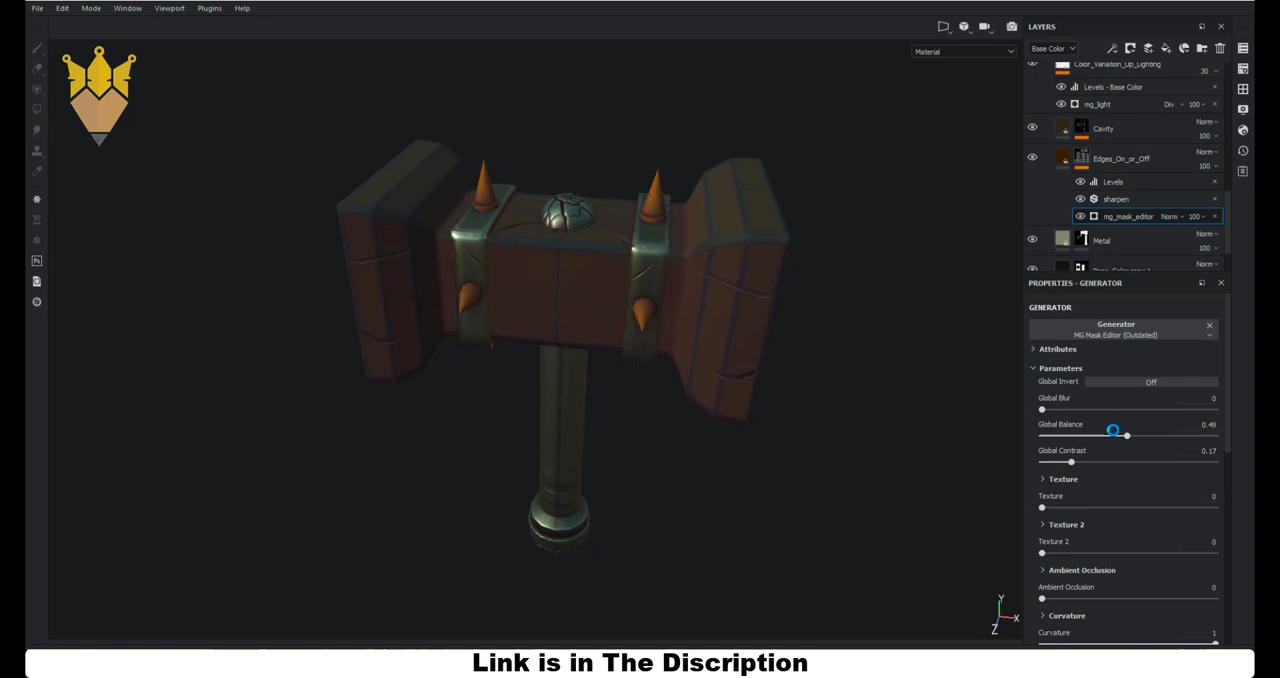 File Edit Mode Window Viewport Plugins Help
Material
LAYERS
Base Color
Color_Variation_Up_Lighting
30
Levels - Base Color
mg_light Div 100
Norm
Cavity
100
Norm
Edges_On_or_Off
100
Levels
sharpen
mg_mask_editor Norm 100
Norm
Metal
100
Norm
PROPERTIES - GENERATOR
GENERATOR
Generator
MG Mask Editor (Outdated)
Attributes
Parameters
Global Invert Off
Global Blur 0
Global Balance 0.49
Global Contrast 0.17
Texture
Texture 0
Texture 2
Texture 2 0
Ambient Occlusion
Ambient Occlusion 0
Curvature
Curvature 1
Y
X
Z
Ps
Link is in The Discription